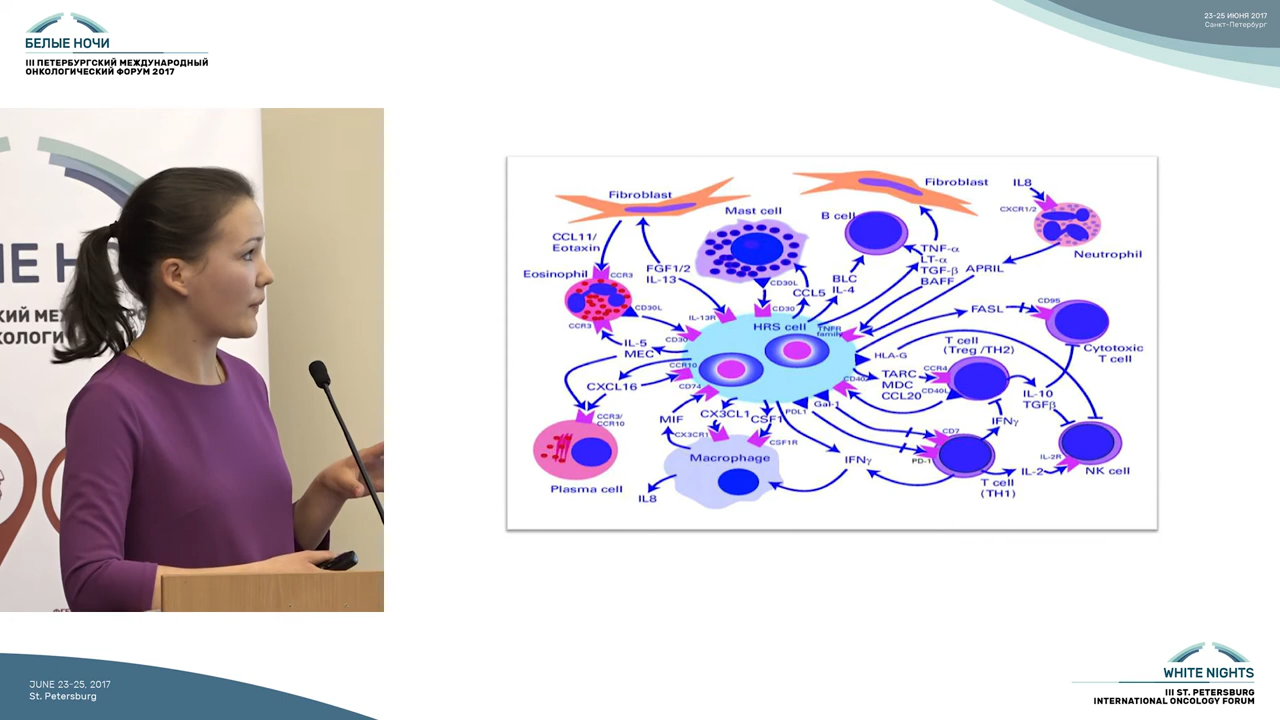 БЕЛЫЕ НОЧИ
III ПЕТЕРБУРГСКИЙ МЕЖДУНАРОДНЫЙ
ОНКОЛОГИЧЕСКИЙ ФОРУМ 2017
23-25 ИЮНЯ 2017
Санкт-Петербург
Fibroblast
Fibroblast
IL8
Mast cell
B cell
CXCR1/2
CCL11/
Eotaxin
Neutrophil
TNF-α
LT-α
TGF-β
BAFF
APRIL
Eosinophil
CCR3
FGF1/2
IL-13
CD30L
BLC
IL-4
CCL5
CD30L
CD30
CCR3
IL-13R
HRS cell
TNFR
family
FASL
CD95
Cytotoxic
T cell
IL-5
MEC
CD30
HLA-G
T cell
(Treg /TH2)
CCR10
CCR4
TARC
MDC
CCL20
CD40
CD40L
CXCL16
CD74
IL-10
TGFβ
CCR3/
CCR10
MIF
CX3CL1
CSF1
PDL1
Gal-1
IFNγ
CX3CR1
CSF1R
CD7
Macrophage
IFNγ
PD-1
IL-2R
IL-2
NK cell
Plasma cell
IL8
T cell
(TH1)
JUNE 23-25, 2017
St. Petersburg
WHITE NIGHTS
III ST. PETERSBURG
INTERNATIONAL ONCOLOGY FORUM